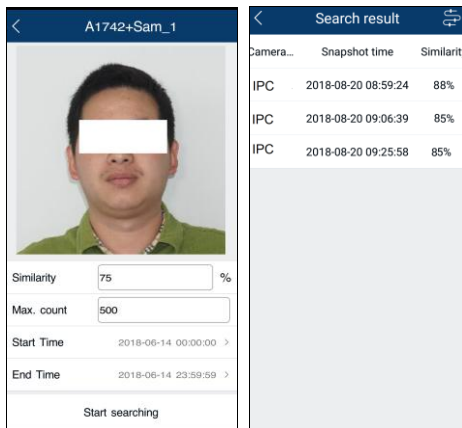 A1742+Sam_1
Similarity 75 %
Max. count 500
Start Time 2018-06-14 00:00:00 >
End Time 2018-06-14 23:59:59 >
Start searching
Search result
Camera... Snapshot time Similarit
IPC 2018-08-20 08:59:24 88%
IPC 2018-08-20 09:06:39 85%
IPC 2018-08-20 09:25:58 85%